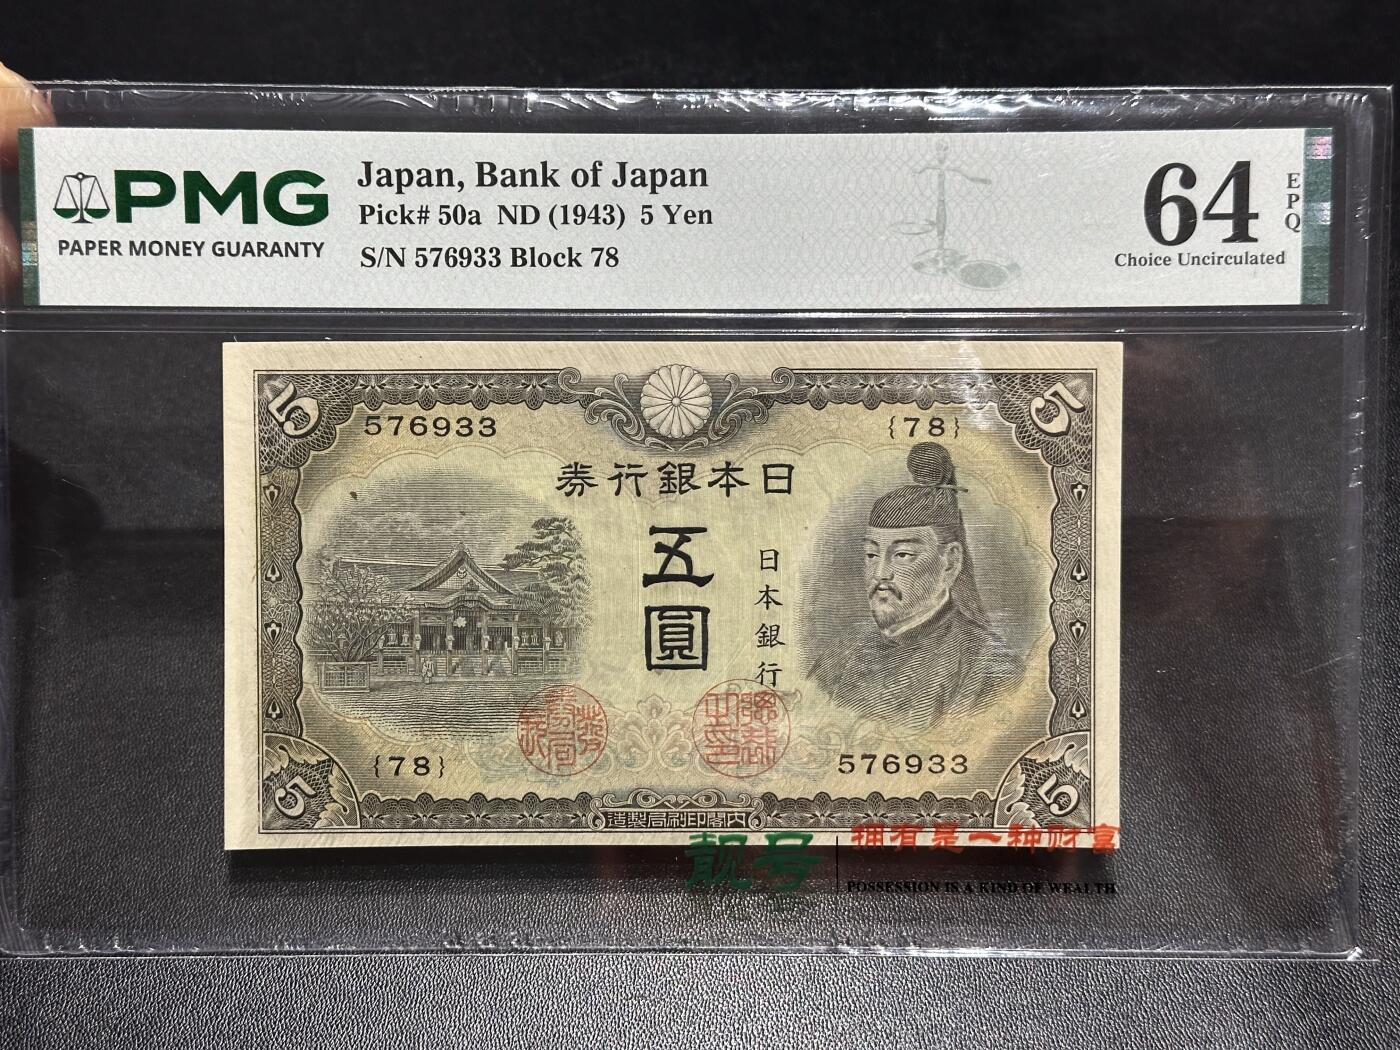 PMG
PAPER MONEY GUARANTY
Japan, Bank of Japan
Pick# 50a ND (1943) 5 Yen
S/N 576933 Block 78
64
EPQ
Choice Uncirculated
5
5
576933
{78}
券行銀本日
五圓
日本銀行
{78}
576933
5
5
造製局刷印閣内
靓号
拥有是一种财富
POSSESSION IS A KIND OF WEALTH